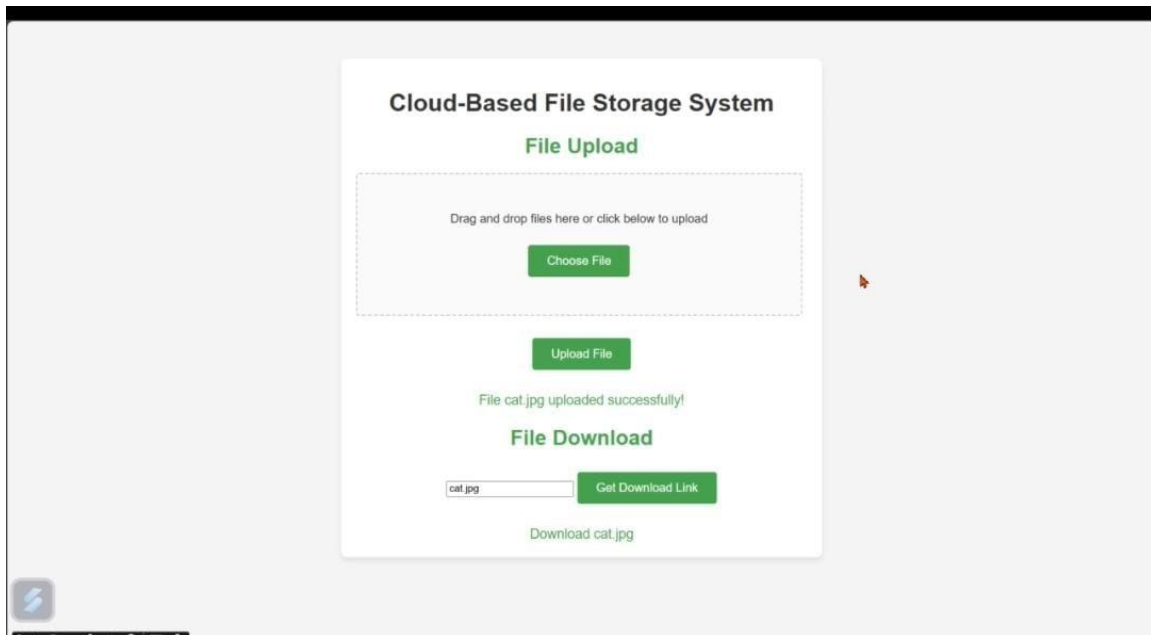 Cloud-Based File Storage System
File Upload
Drag and drop files here or click below to upload
Choose File
Upload File
File cat.jpg uploaded successfully!
File Download
cat.jpg Get Download Link
Download cat.jpg